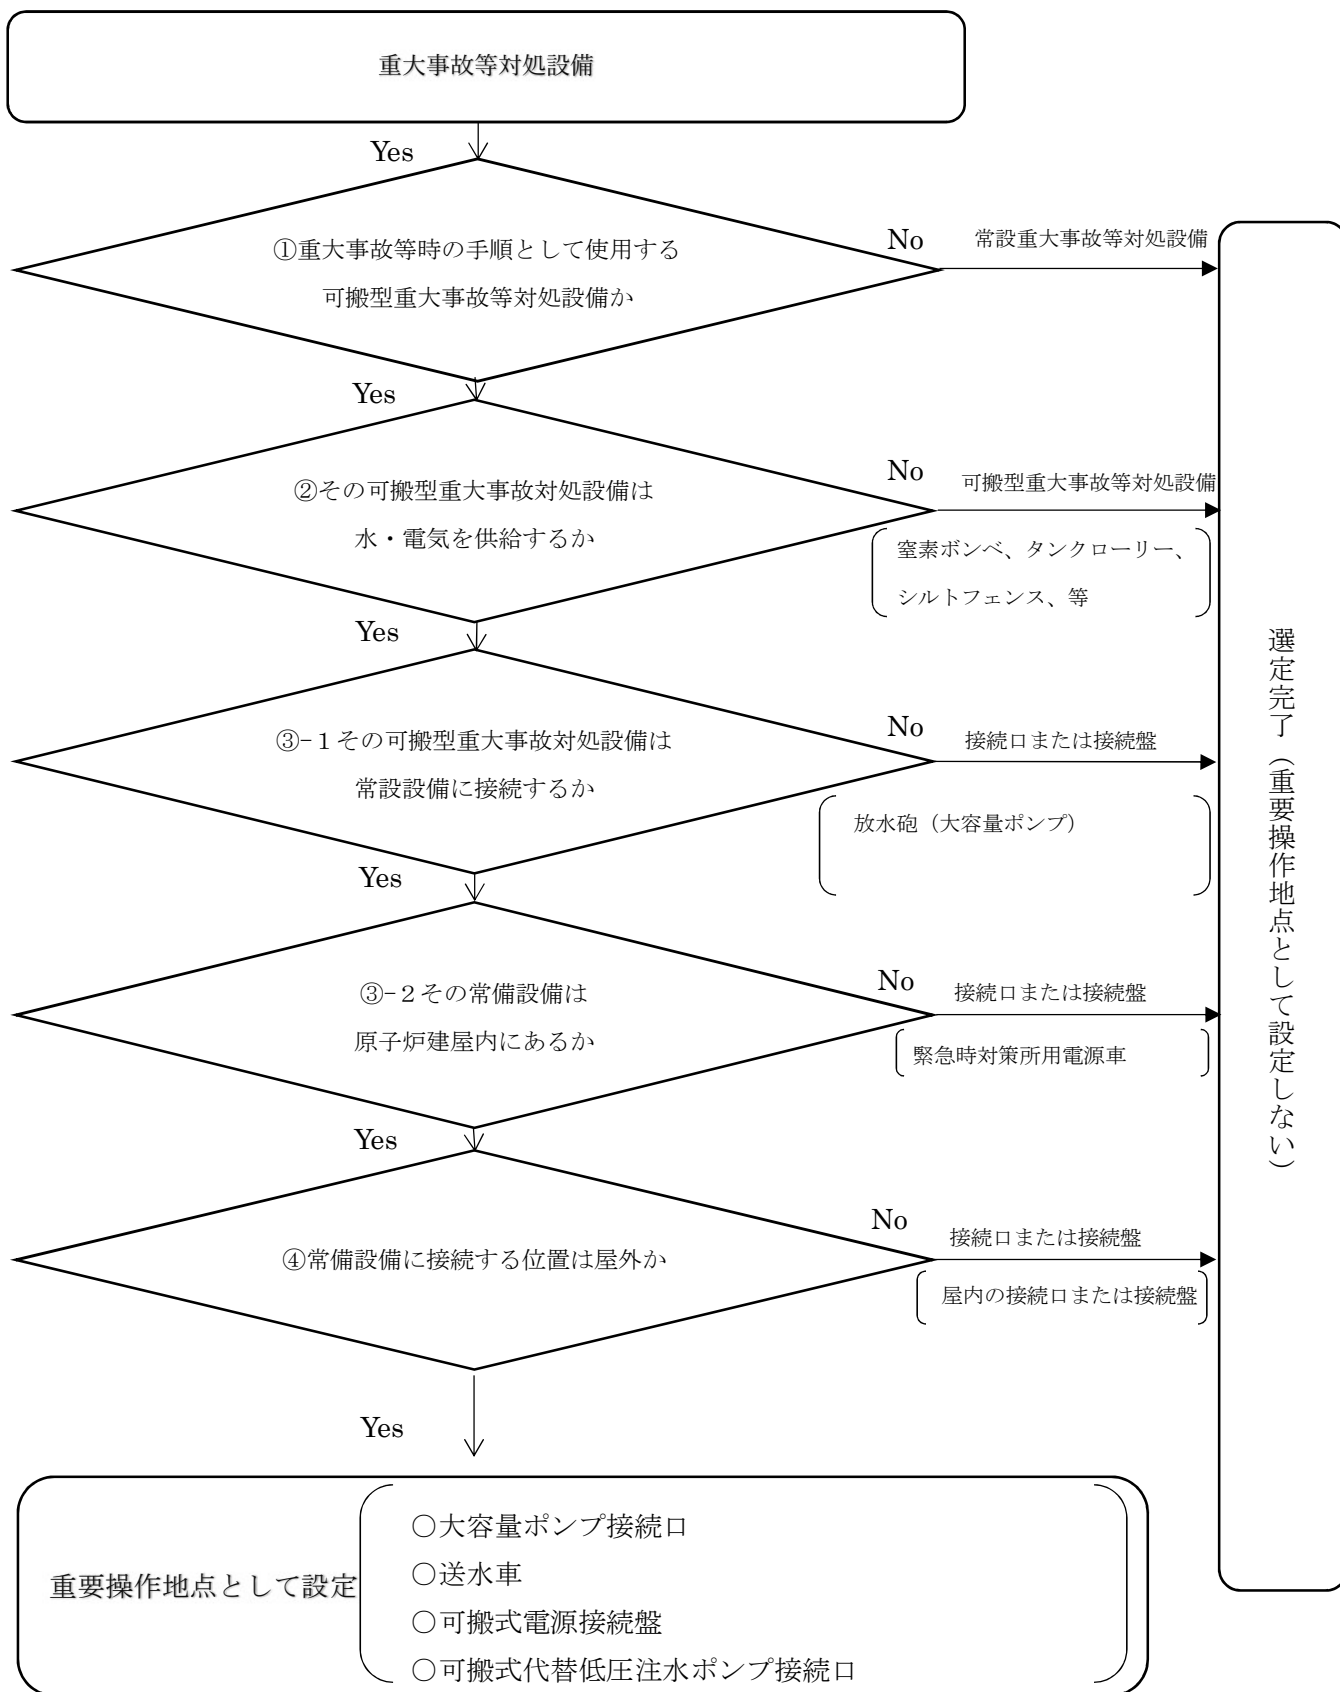 重大事故等対処設備
Yes
①重大事故等時の手順として使用する
可搬型重大事故等対処設備か
No
常設重大事故等対処設備
Yes
②その可搬型重大事故対処設備は
水・電気を供給するか
No
可搬型重大事故等対処設備
窒素ボンベ、タンクローリー、
シルトフェンス、等
Yes
③-１その可搬型重大事故対処設備は
常設設備に接続するか
No
接続口または接続盤
放水砲（大容量ポンプ）
Yes
③-２その常備設備は
原子炉建屋内にあるか
No
接続口または接続盤
緊急時対策所用電源車
Yes
④常備設備に接続する位置は屋外か
No
接続口または接続盤
屋内の接続口または接続盤
Yes
選定完了（重要操作地点として設定しない）
重要操作地点として設定
○大容量ポンプ接続口
○送水車
○可搬式電源接続盤
○可搬式代替低圧注水ポンプ接続口